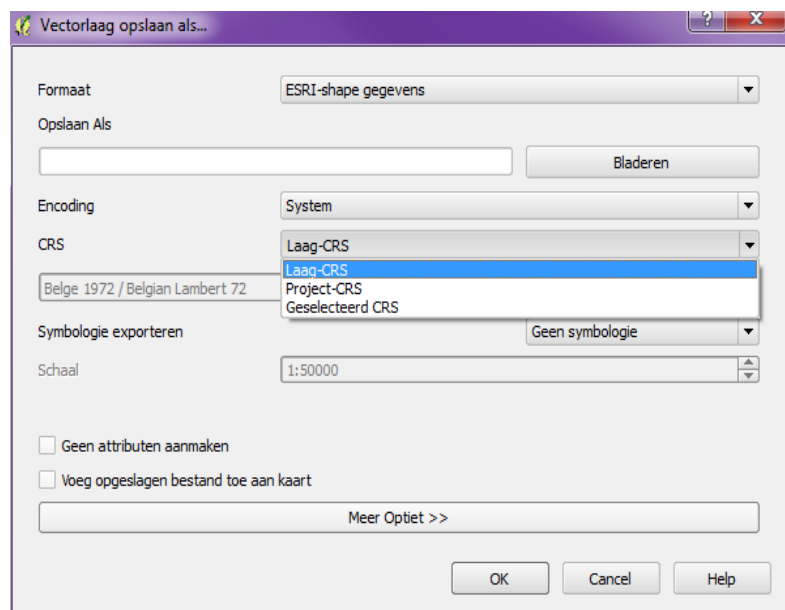 Vectorlaag opslaan als...
? X
Formaat ESRI-shape gegevens
Opslaan Als
Bladeren
Encoding System
CRS Laag-CRS
Laag-CRS
Project-CRS
Geselecteerd CRS
Belge 1972 / Belgian Lambert 72
Symbologie exporteren Geen symbologie
Schaal 1:50000
Geen attributen aanmaken
Voeg opgeslagen bestand toe aan kaart
Meer Optiet >>
OK Cancel Help